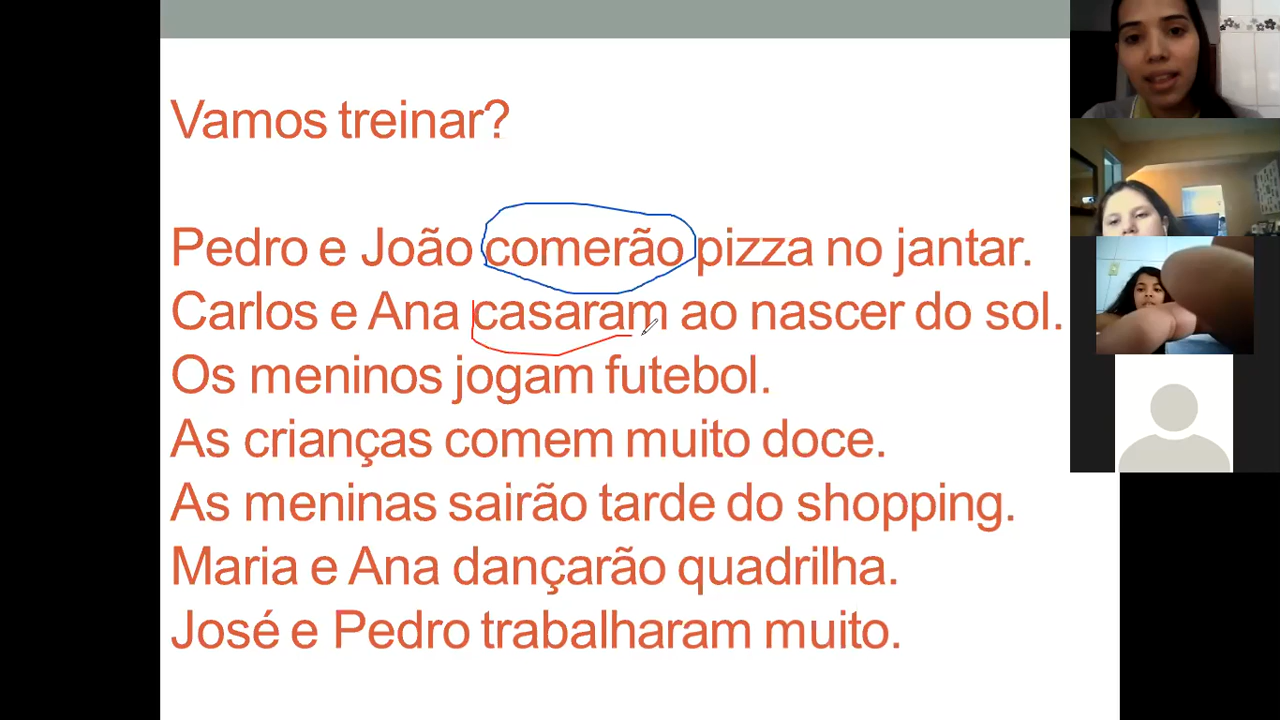 Vamos treinar?
Pedro e João comerão pizza no jantar.
Carlos e Ana casaram ao nascer do sol.
Os meninos jogam futebol.
As crianças comem muito doce.
As meninas sairão tarde do shopping.
Maria e Ana dançarão quadrilha.
José e Pedro trabalharam muito.